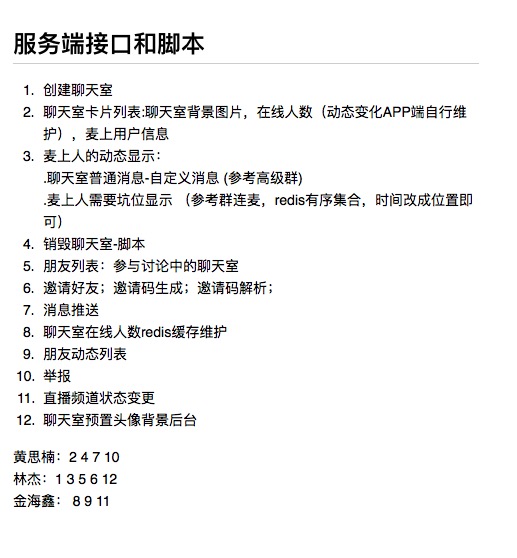 服务端接口和脚本
1. 创建聊天室
2. 聊天室卡片列表:聊天室背景图片，在线人数（动态变化APP端自行维
护），麦上用户信息
3. 麦上人的动态显示：
.聊天室普通消息-自定义消息 (参考高级群)
.麦上人需要坑位显示 （参考群连麦，redis有序集合，时间改成位置即
可）
4. 销毁聊天室-脚本
5. 朋友列表：参与讨论中的聊天室
6. 邀请好友；邀请码生成；邀请码解析；
7. 消息推送
8. 聊天室在线人数redis缓存维护
9. 朋友动态列表
10. 举报
11. 直播频道状态变更
12. 聊天室预置头像背景后台
黄思楠：2 4 7 10
林杰：1 3 5 6 12
金海鑫： 8 9 11